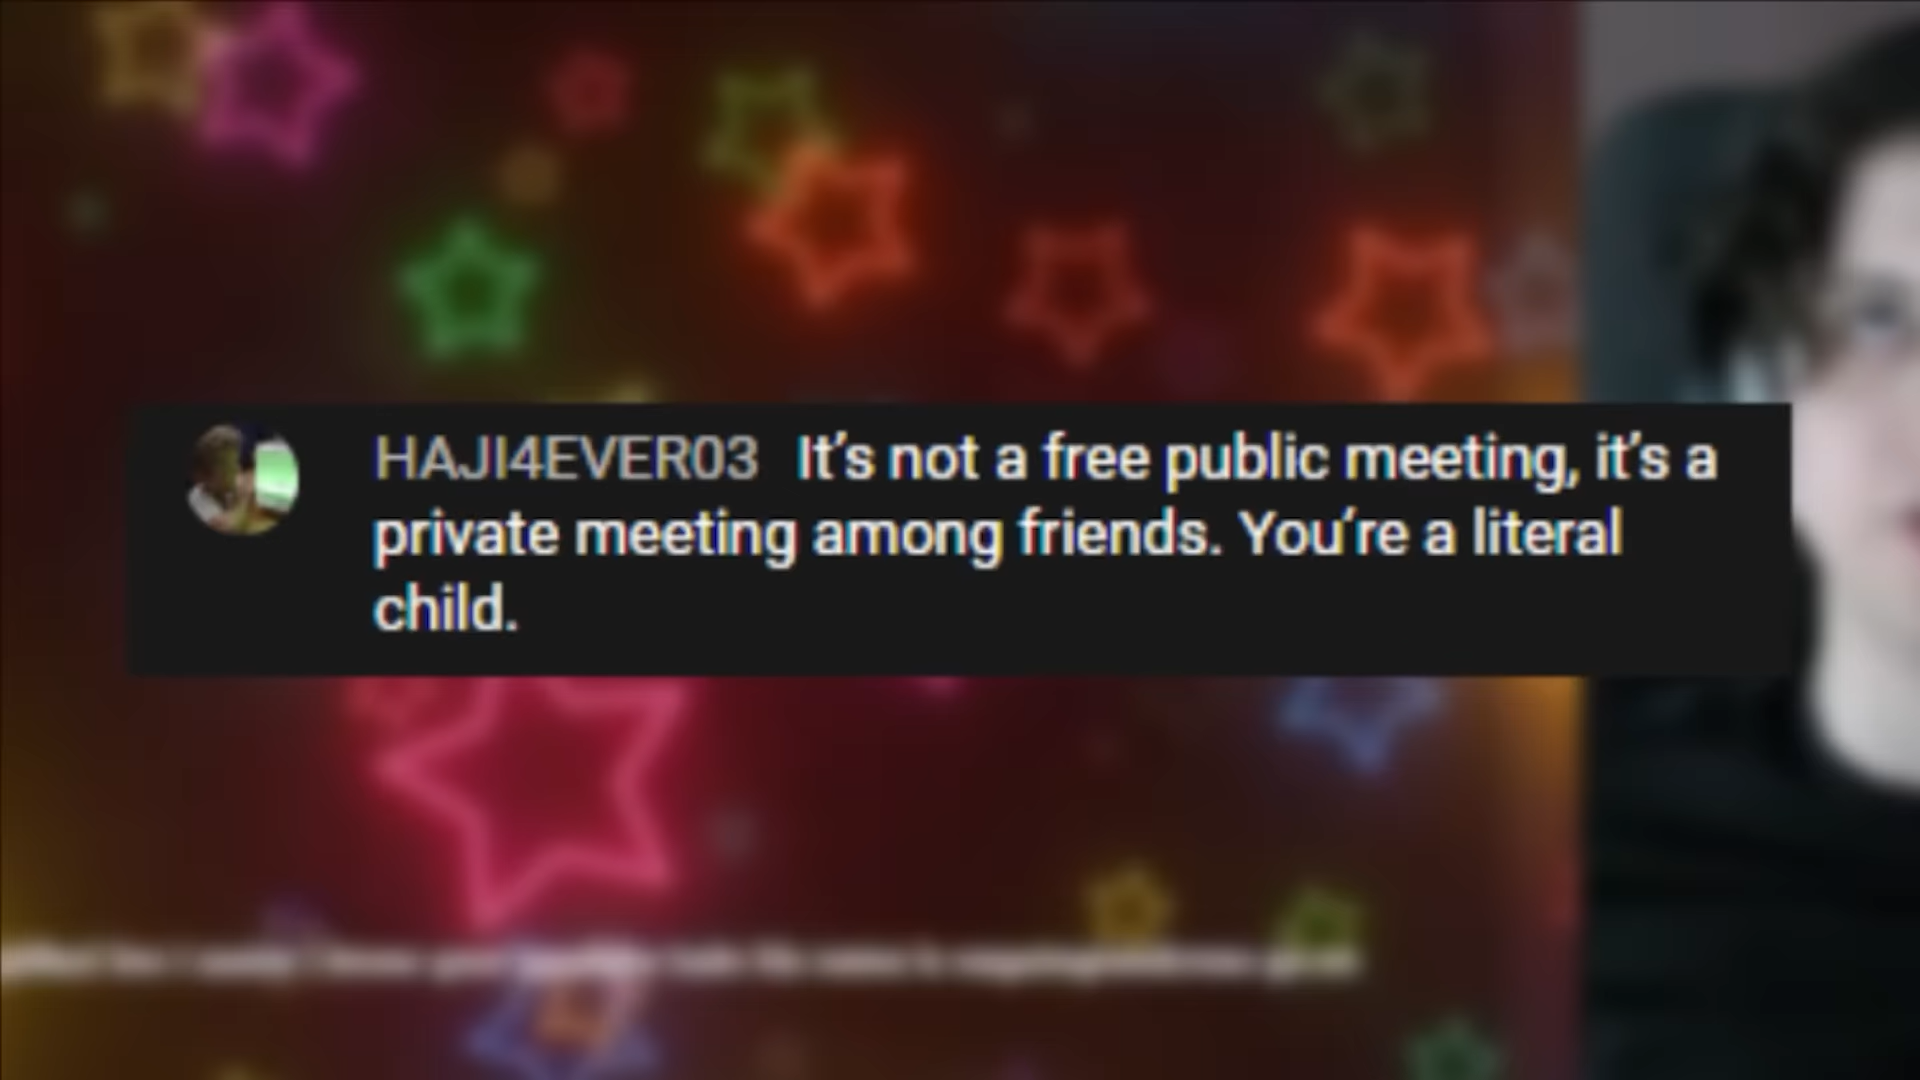 HAJI4EVER03 It's not a free public meeting, it's a
private meeting among friends. You're a literal
child.